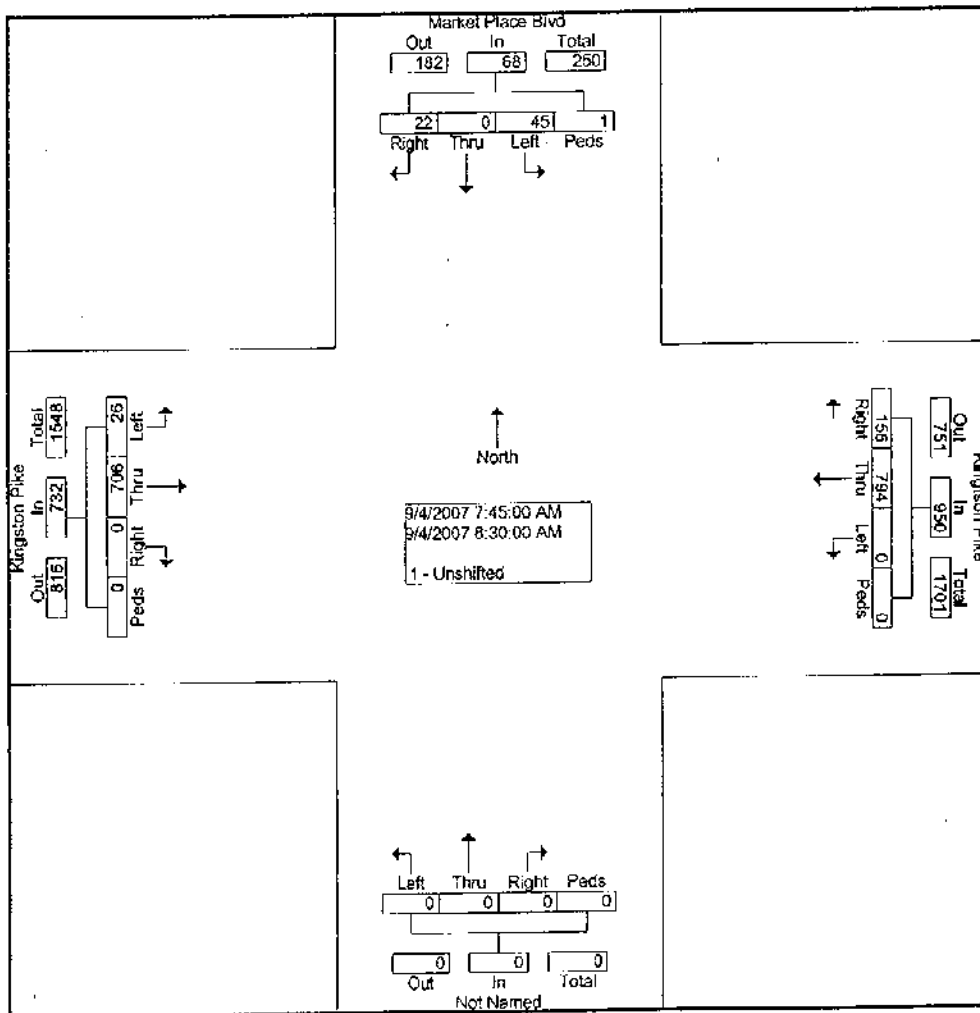 Market Place Blvd
Out In Total
182 68 250
22 0 45 1
Right Thru Left Peds
Kingston Pike
Total In Out
1548 732 816
26 706 0 0
Left Thru Right Peds
North
9/4/2007 7:45:00 AM
9/4/2007 8:30:00 AM
1 - Unshifted
Right Thru Left Peds
156 794 0 0
Out In Total
751 950 1701
Kingston Pike
Left Thru Right Peds
0 0 0 0
0 0 0
Out In Total
Not Named